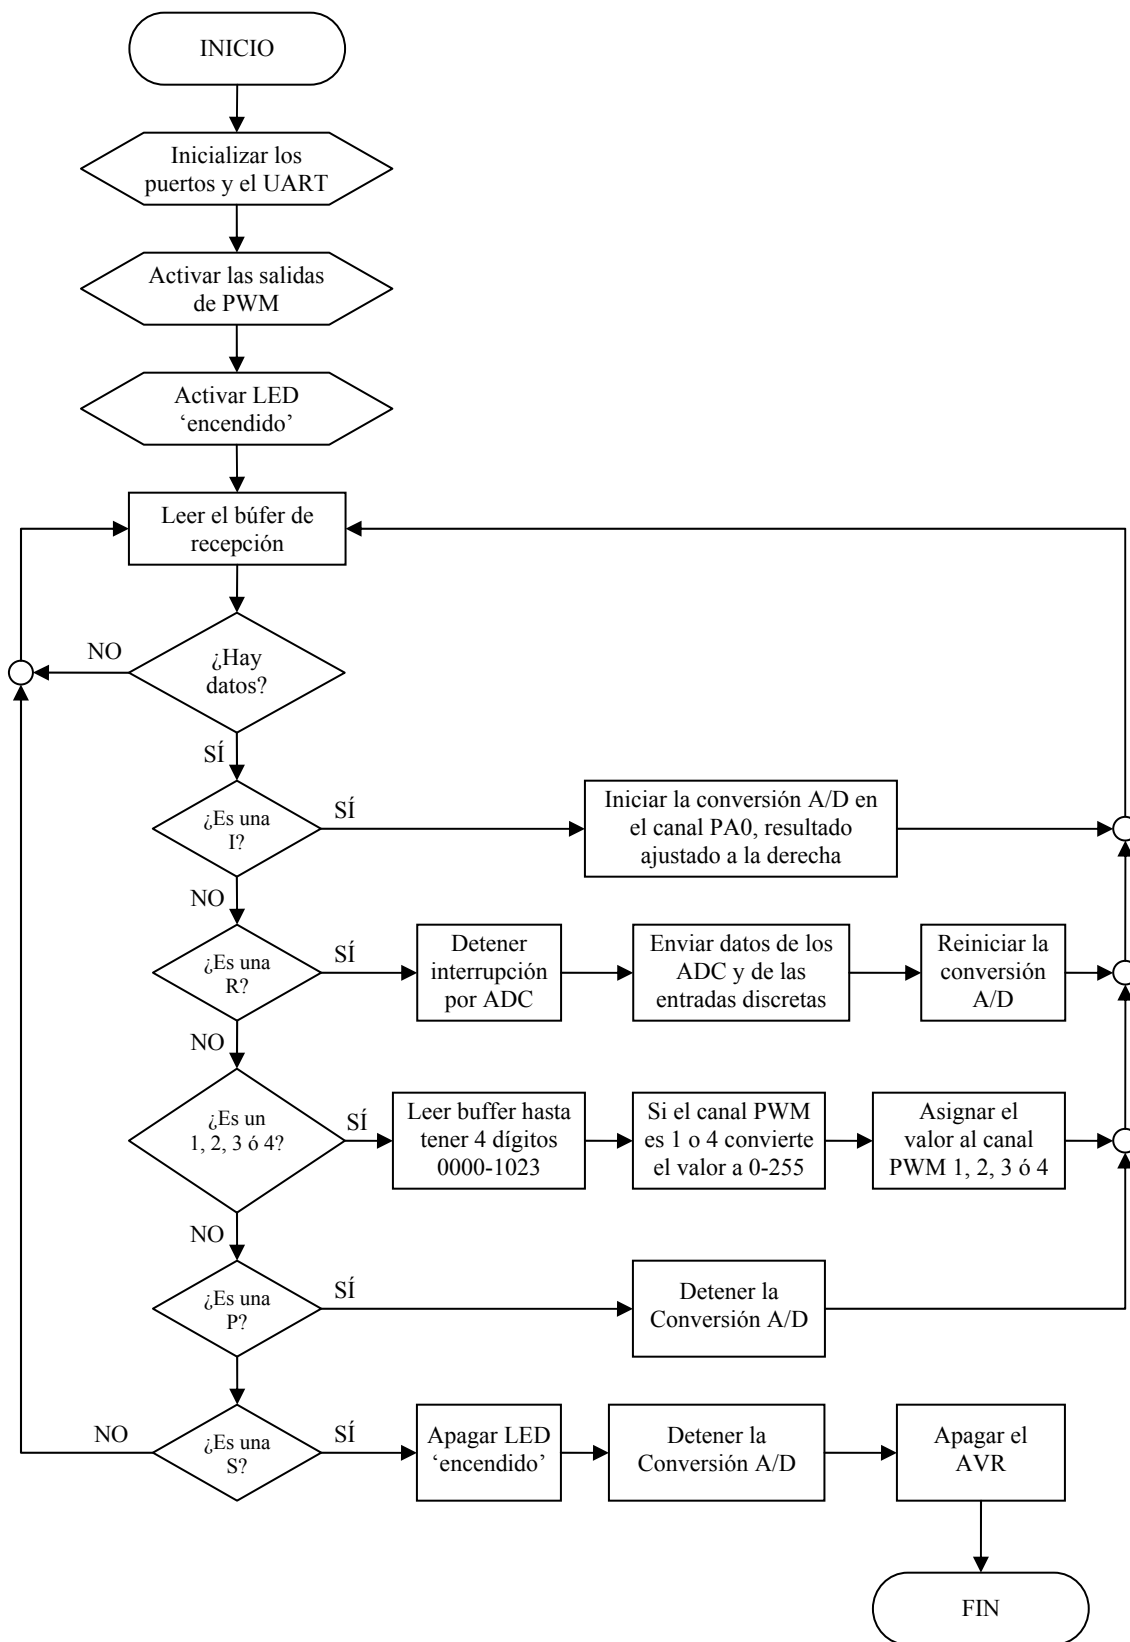 INICIO
Inicializar los
puertos y el UART
Activar las salidas
de PWM
Activar LED
‘encendido’
Leer el búfer de
recepción
NO
¿Hay
datos?
SÍ
¿Es una
I?
SÍ
Iniciar la conversión A/D en
el canal PA0, resultado
ajustado a la derecha
NO
¿Es una
R?
SÍ
Detener
interrupción
por ADC
Enviar datos de los
ADC y de las
entradas discretas
Reiniciar la
conversión
A/D
NO
¿Es un
1, 2, 3 ó 4?
SÍ
Leer buffer hasta
tener 4 dígitos
0000-1023
Si el canal PWM
es 1 o 4 convierte
el valor a 0-255
Asignar el
valor al canal
PWM 1, 2, 3 ó 4
NO
¿Es una
P?
SÍ
Detener la
Conversión A/D
NO
¿Es una
S?
SÍ
Apagar LED
‘encendido’
Detener la
Conversión A/D
Apagar el
AVR
FIN